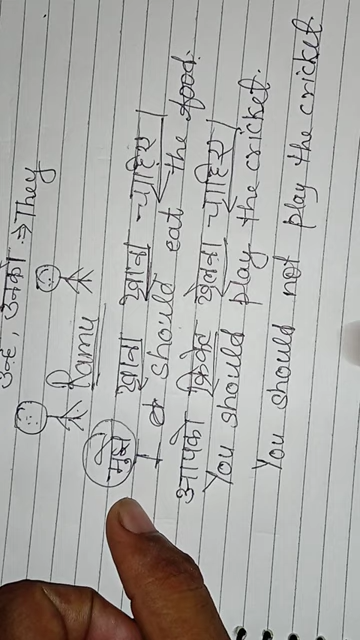 उन्हे, उनको ⇒ They
Ramu
मुझे खाना खाना चाहिए।
I should eat the food.
आपको क्रिकेट खेलना चाहिए।
You should play the cricket.
You should not play the cricket.